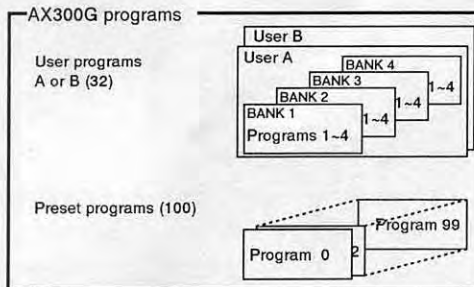 AX300G programs
User programs
A or B (32)
User B
User A
BANK 4
BANK 3
BANK 2
BANK 1
1~4
1~4
1~4
Programs 1~4
Preset programs (100)
Program 99
2
Program 0